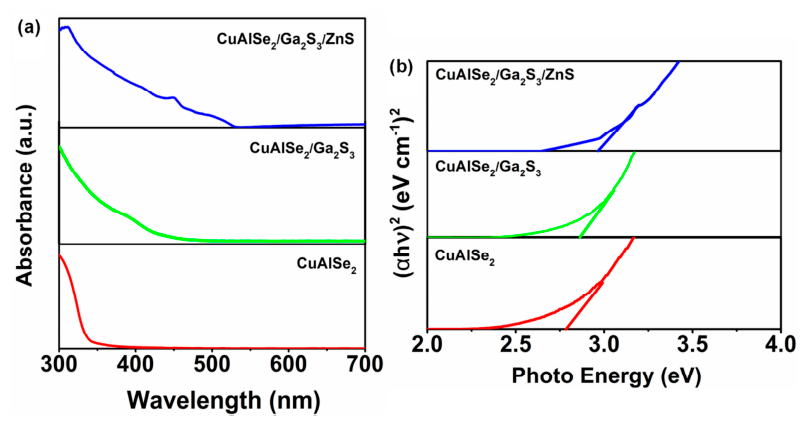 (a)
CuAlSe₂/Ga₂S₃/ZnS
CuAlSe₂/Ga₂S₃
CuAlSe₂
Absorbance (a.u.)
300 400 500 600 700
Wavelength (nm)
(b)
CuAlSe₂/Ga₂S₃/ZnS
CuAlSe₂/Ga₂S₃
CuAlSe₂
(αhν)² (eV cm⁻¹)²
2.0 2.5 3.0 3.5 4.0
Photo Energy (eV)